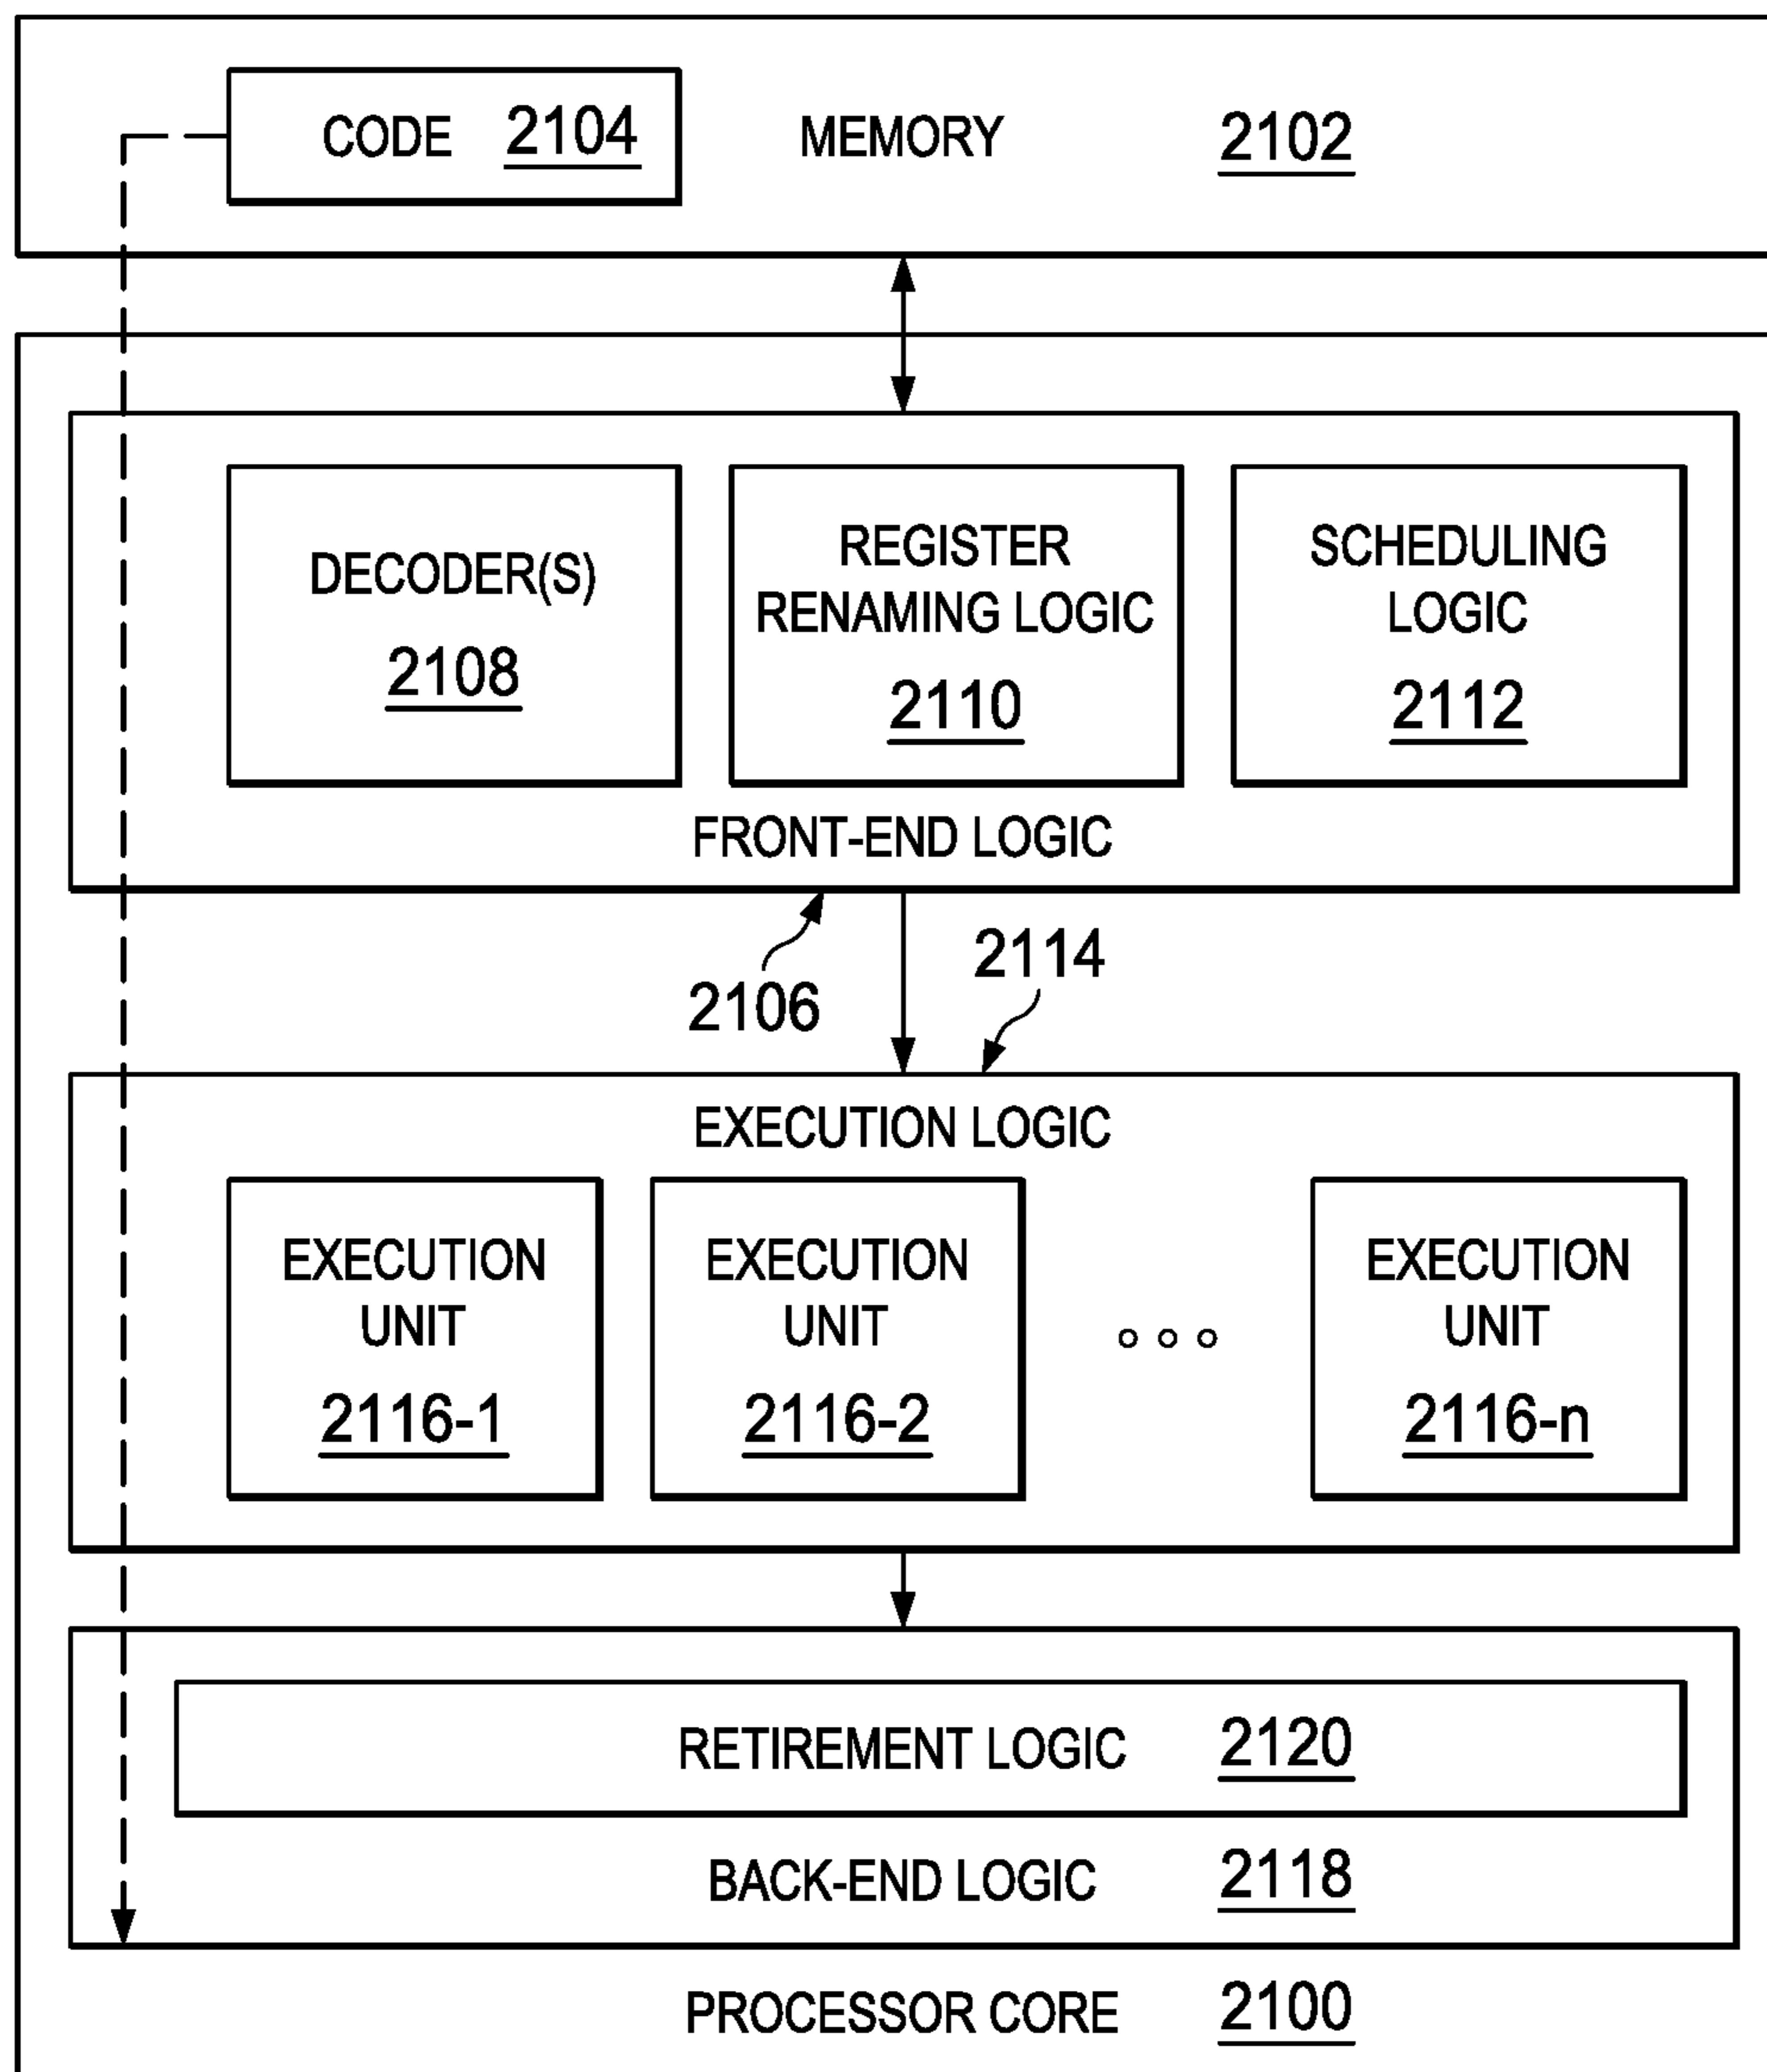 CODE 2104
MEMORY 2102
DECODER(S)
2108
REGISTER
RENAMING LOGIC
2110
SCHEDULING
LOGIC
2112
FRONT-END LOGIC
2106
2114
EXECUTION LOGIC
EXECUTION
UNIT
2116-1
EXECUTION
UNIT
2116-2
EXECUTION
UNIT
2116-n
RETIREMENT LOGIC 2120
BACK-END LOGIC 2118
PROCESSOR CORE 2100